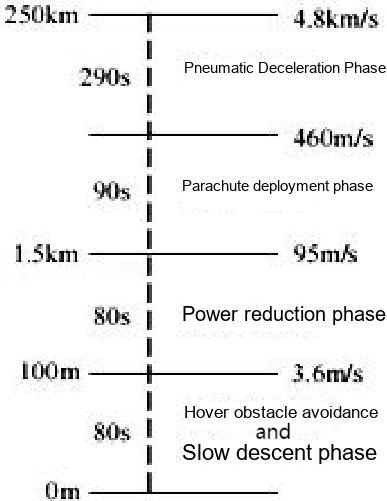 250km 4.8km/s
290s Pneumatic Deceleration Phase
460m/s
90s Parachute deployment phase
1.5km 95m/s
80s Power reduction phase
100m 3.6m/s
Hover obstacle avoidance
80s and
Slow descent phase
0m